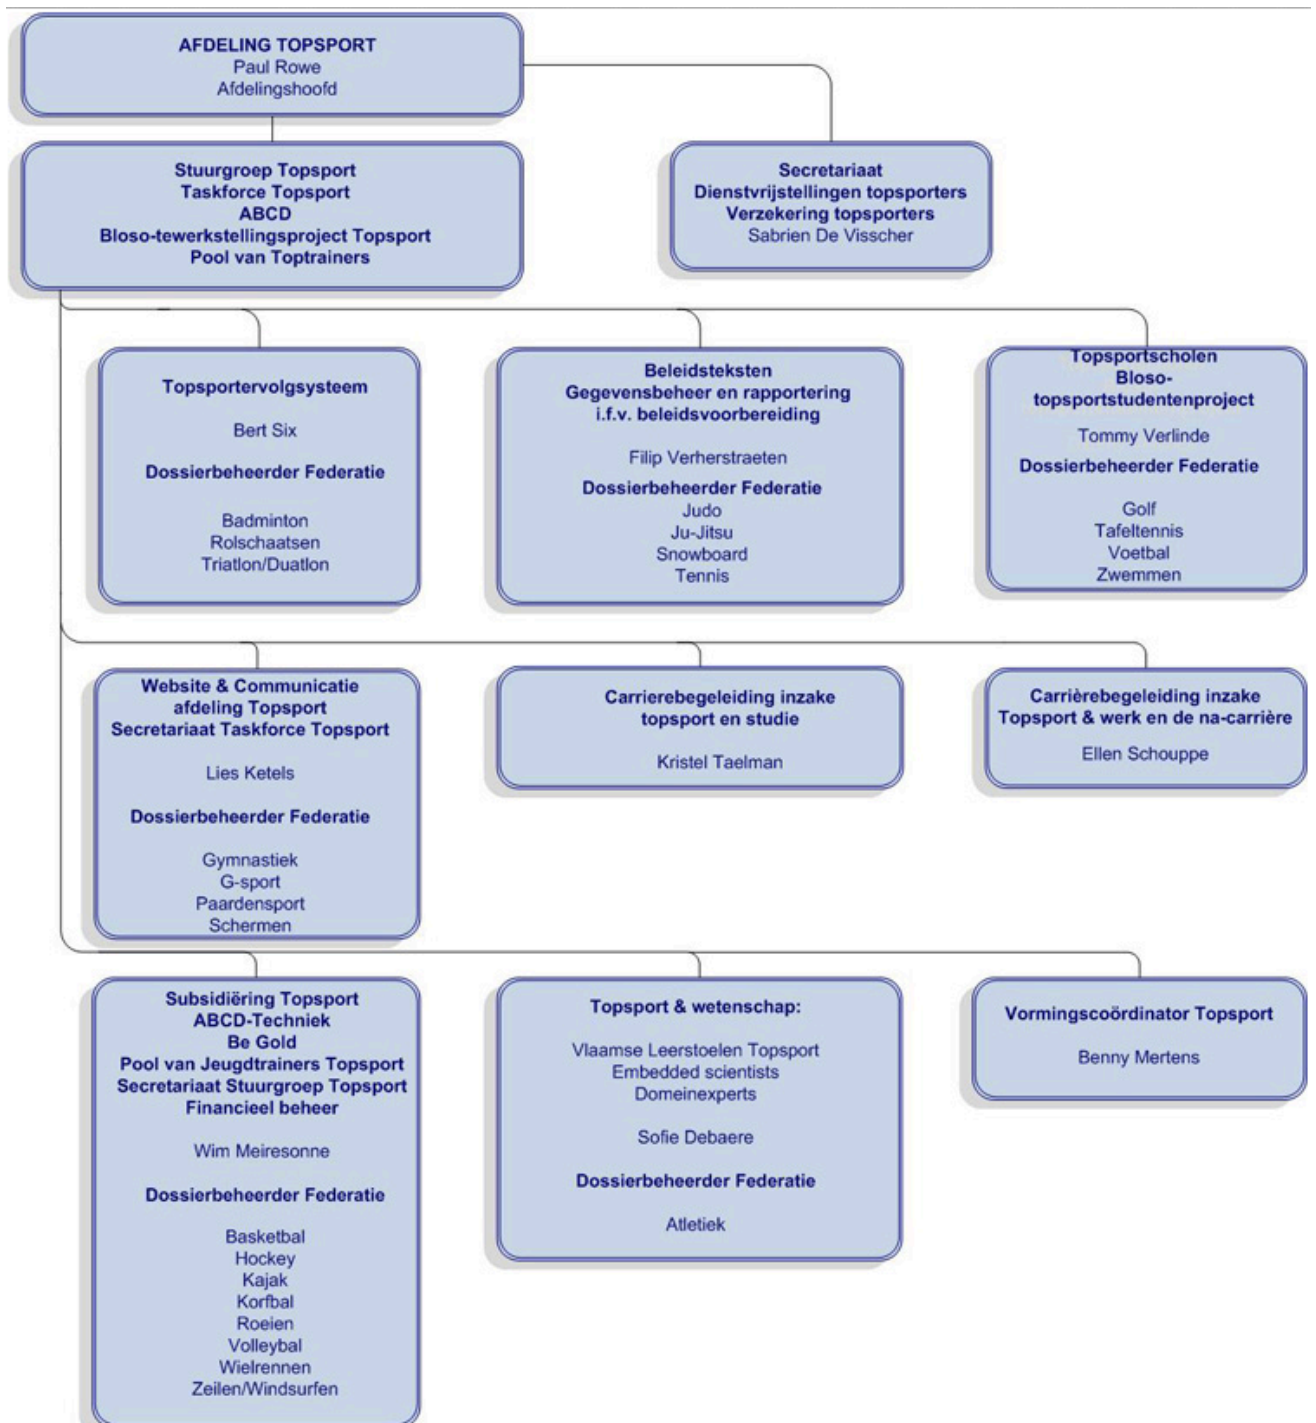 AFDELING TOPSPORT
Paul Rowe
Afdelingshoofd
Stuurgroep Topsport
Taskforce Topsport
ABCD
Bloso-tewerkstellingsproject Topsport
Pool van Toptrainers
Secretariaat
Dienstvrijstellingen topsporters
Verzekering topsporters
Sabrien De Visscher
Topsportervolgsysteem
Bert Six
Dossierbeheerder Federatie
Badminton
Rolschaatsen
Triatlon/Duatlon
Beleidsteksten
Gegevensbeheer en rapportering
i.f.v. beleidsvoorbereiding
Filip Verherstraeten
Dossierbeheerder Federatie
Judo
Ju-Jitsu
Snowboard
Tennis
Topsportscholen
Bloso-
topsportstudentenproject
Tommy Verlinde
Dossierbeheerder Federatie
Golf
Tafeltennis
Voetbal
Zwemmen
Website & Communicatie
afdeling Topsport
Secretariaat Taskforce Topsport
Lies Ketels
Dossierbeheerder Federatie
Gymnastiek
G-sport
Paardensport
Schermen
Carrierebegeleiding inzake
topsport en studie
Kristel Taelman
Carrièrebegeleiding inzake
Topsport & werk en de na-carrière
Ellen Schouppe
Subsidiëring Topsport
ABCD-Techniek
Be Gold
Pool van Jeugdtrainers Topsport
Secretariaat Stuurgroep Topsport
Financieel beheer
Wim Meiresonne
Dossierbeheerder Federatie
Basketbal
Hockey
Kajak
Korfbal
Roeien
Volleybal
Wielrennen
Zeilen/Windsurfen
Topsport & wetenschap:
Vlaamse Leerstoelen Topsport
Embedded scientists
Domeinexperts
Sofie Debaere
Dossierbeheerder Federatie
Atletiek
Vormingscoördinator Topsport
Benny Mertens